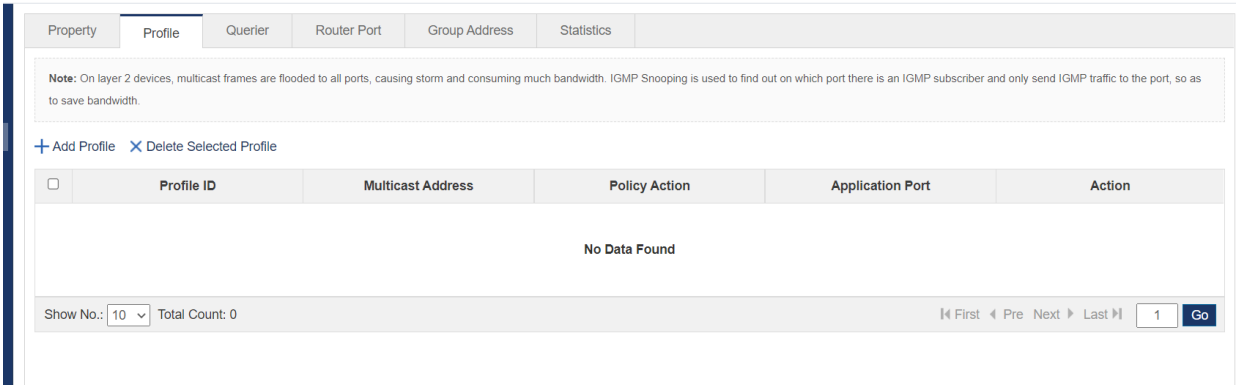 Property Profile Querier Router Port Group Address Statistics
Note: On layer 2 devices, multicast frames are flooded to all ports, causing storm and consuming much bandwidth. IGMP Snooping is used to find out on which port there is an IGMP subscriber and only send IGMP traffic to the port, so as
to save bandwidth.
Add Profile Delete Selected Profile
Profile ID Multicast Address Policy Action Application Port Action
No Data Found
Show No.: 10 Total Count: 0 First Pre Next Last 1 Go